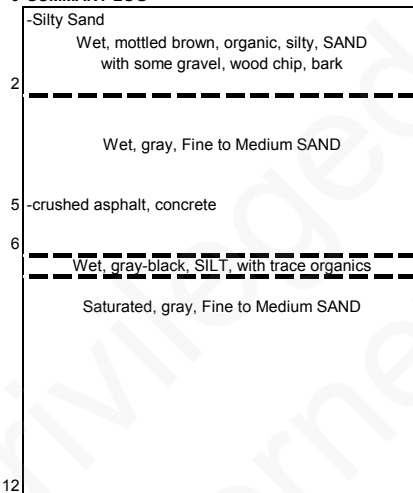 -Silty Sand
Wet, mottled brown, organic, silty, SAND
with some gravel, wood chip, bark
2
Wet, gray, Fine to Medium SAND
5 -crushed asphalt, concrete
6
Wet, gray-black, SILT, with trace organics
Saturated, gray, Fine to Medium SAND
12